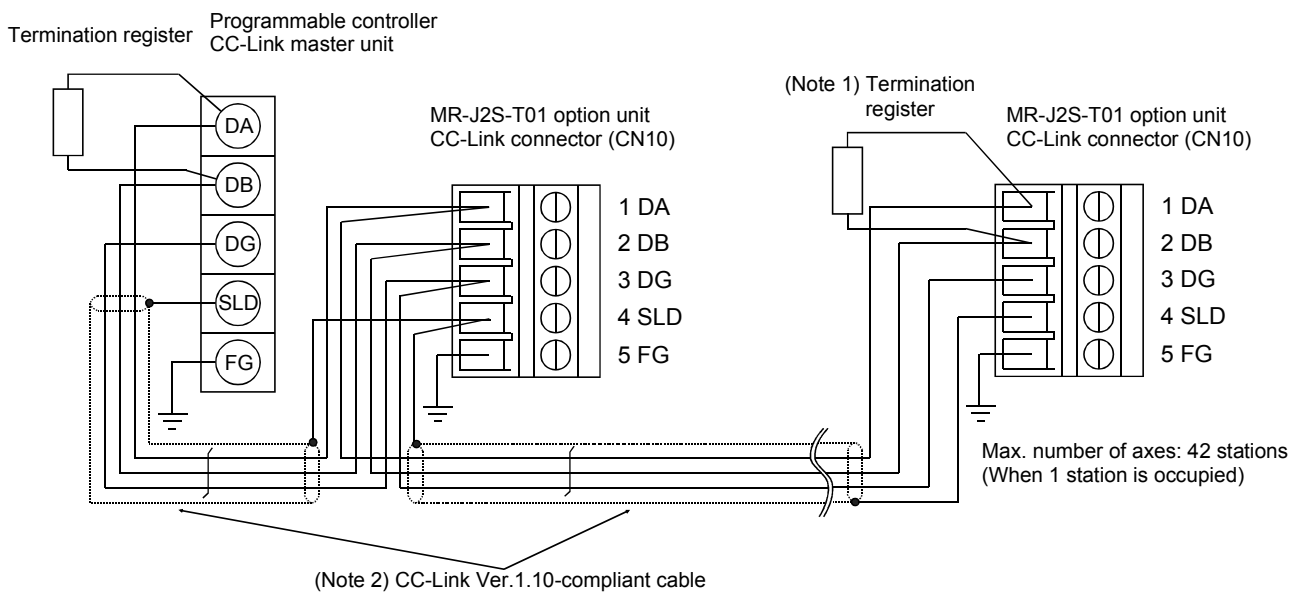 Termination register
Programmable controller
CC-Link master unit
DA
DB
DG
SLD
FG
MR-J2S-T01 option unit
CC-Link connector (CN10)
1 DA
2 DB
3 DG
4 SLD
5 FG
(Note 1) Termination
register
MR-J2S-T01 option unit
CC-Link connector (CN10)
1 DA
2 DB
3 DG
4 SLD
5 FG
Max. number of axes: 42 stations
(When 1 station is occupied)
(Note 2) CC-Link Ver.1.10-compliant cable